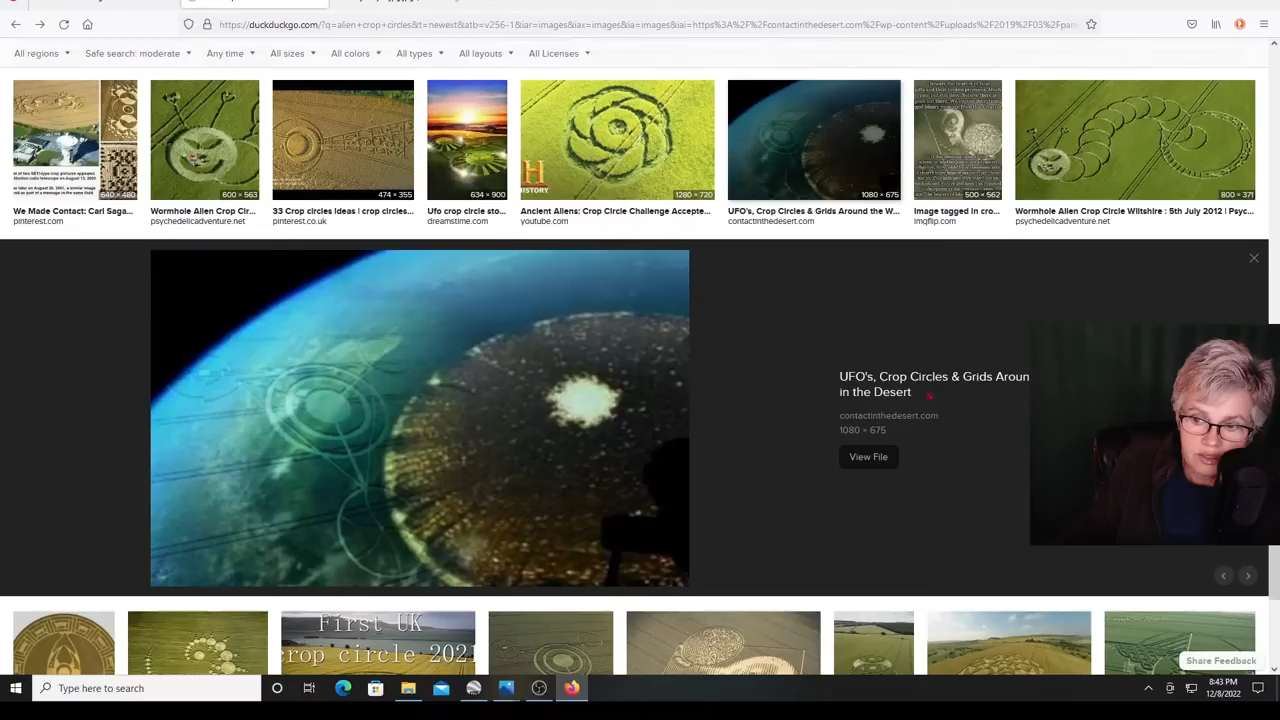 https://duckduckgo.com/?q=alien+crop+circles&t=newext&atb=v256-1&iar=images&iax=images&ia=images&iai=https%3A%2F%2Fcontactinthedesert.com%2Fwp-content%2Fuploads%2F2019%2F03%2Fpan
All regions Safe search: moderate Any time All sizes All colors All types All layouts All Licenses
640 × 480
600 × 563
474 × 355
634 × 900
HISTORY
1280 × 720
1080 × 675
500 × 562
800 × 371
We Made Contact: Carl Saga...
pinterest.com
Wormhole Alien Crop Cir...
psychedelicadventure.net
33 Crop circles ideas | crop circles...
pinterest.co.uk
Ufo crop circle sto...
dreamstime.com
Ancient Aliens: Crop Circle Challenge Accepte...
youtube.com
UFO's, Crop Circles & Grids Around the W...
contactinthedesert.com
Image tagged in cro...
imgflip.com
Wormhole Alien Crop Circle Wiltshire : 5th July 2012 | Psyc...
psychedelicadventure.net
UFO's, Crop Circles & Grids Aroun
in the Desert
contactinthedesert.com
1080 × 675
View File
First UK
crop circle 2021
Share Feedback
Type here to search
8:43 PM
12/8/2022